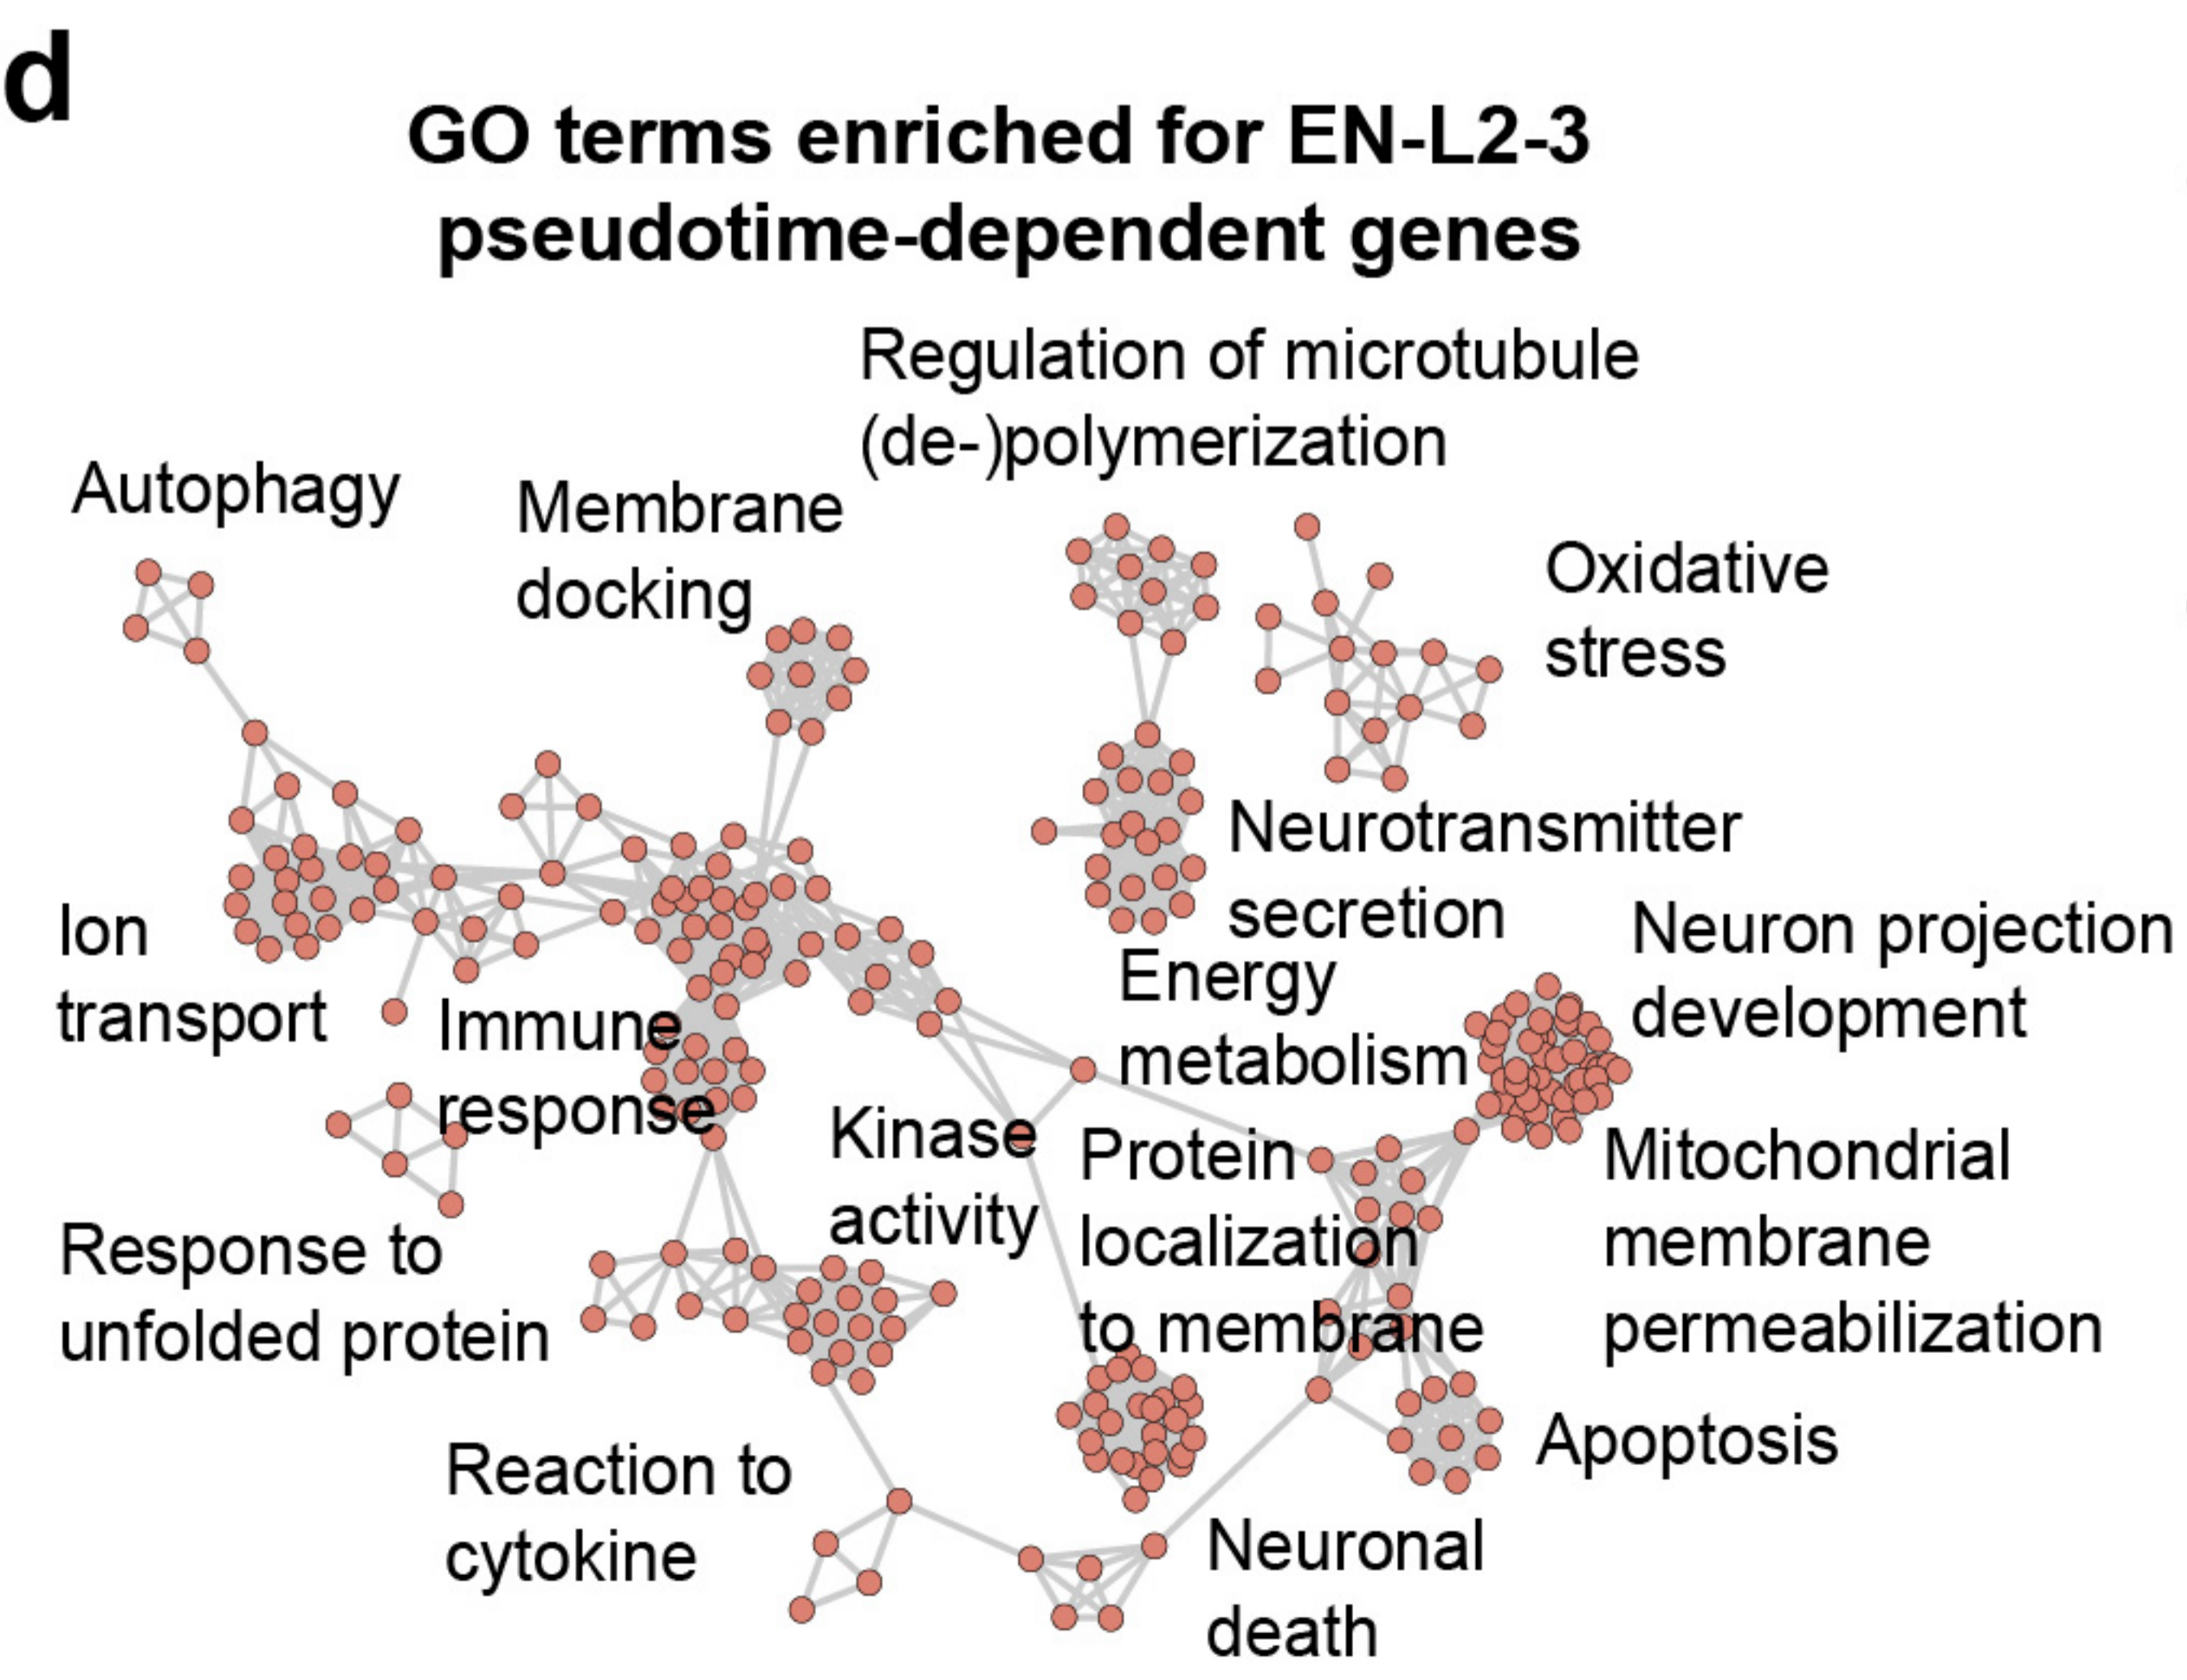 d
GO terms enriched for EN-L2-3
pseudotime-dependent genes
Regulation of microtubule
(de-)polymerization
Autophagy
Membrane
docking
Oxidative
stress
Neurotransmitter
secretion
Ion
transport
Energy
metabolism
Neuron projection
development
Immune
response
Kinase
activity
Protein
localization
to membrane
Mitochondrial
membrane
permeabilization
Response to
unfolded protein
Apoptosis
Reaction to
cytokine
Neuronal
death